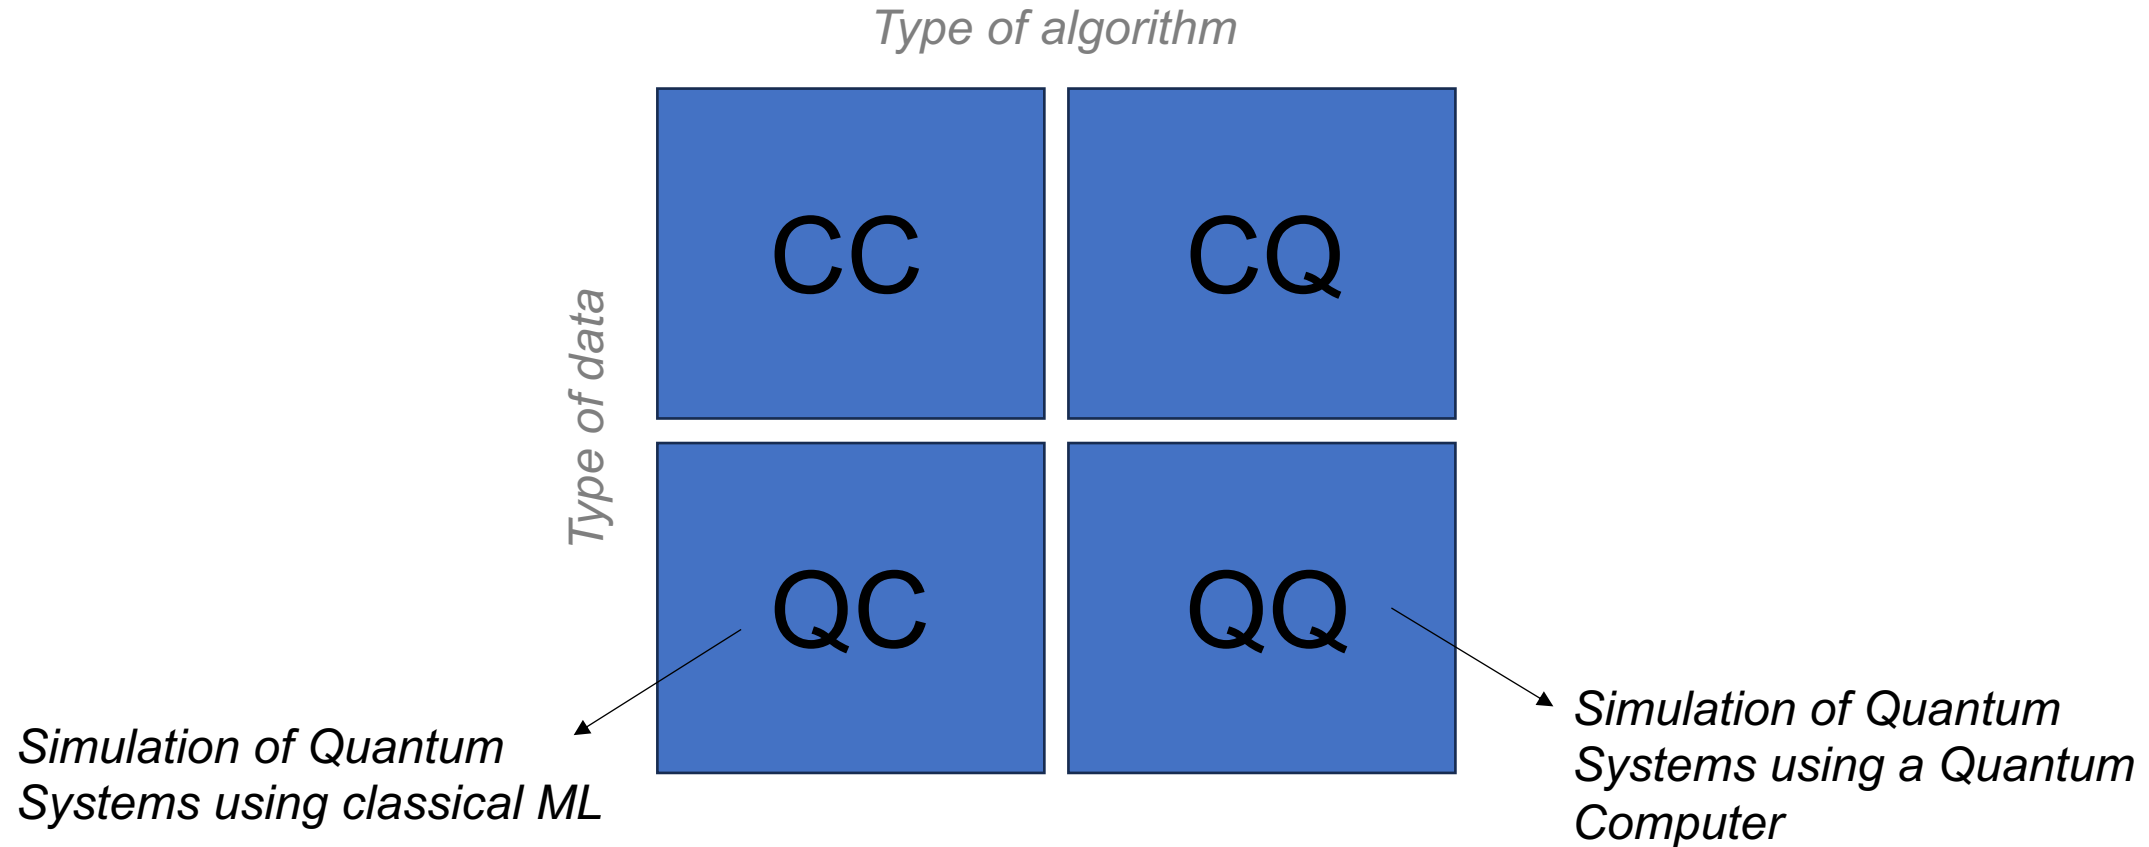 Type of algorithm
CC
CQ
Type of data
QC
QQ
Simulation of Quantum
Systems using classical ML
Simulation of Quantum
Systems using a Quantum
Computer